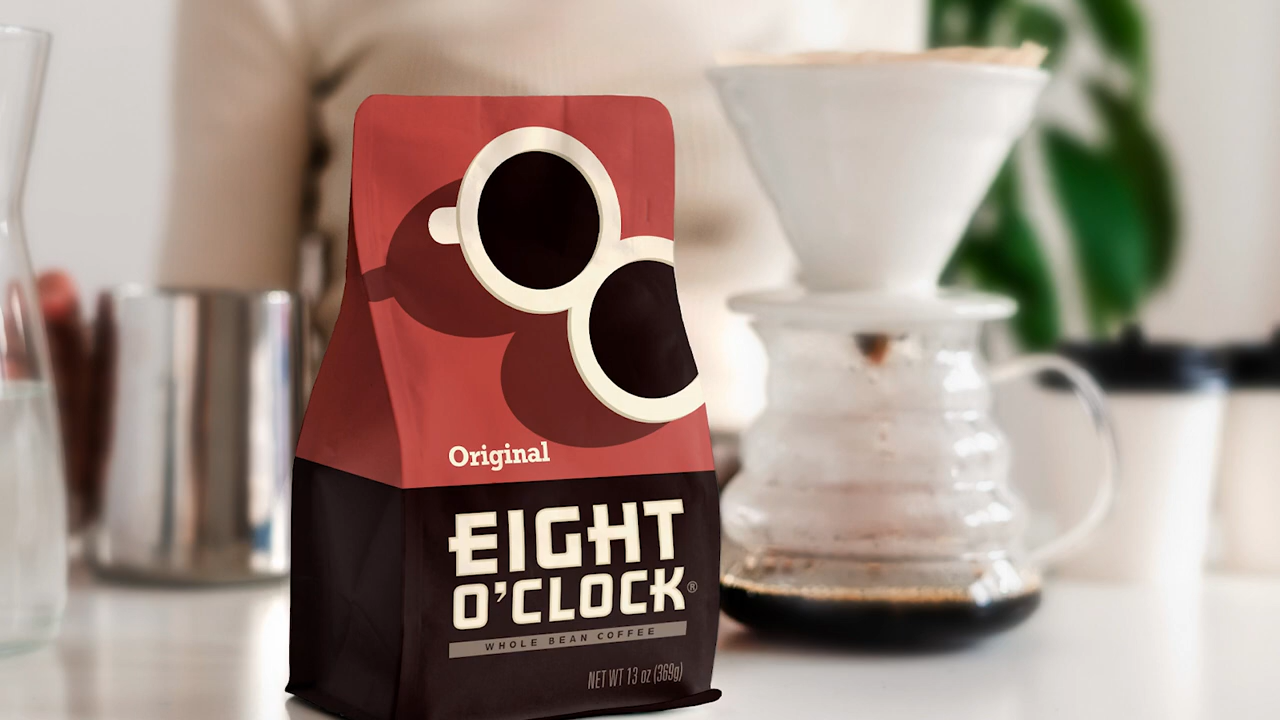 Original
EIGHT
O'CLOCK®
WHOLE BEAN COFFEE
NET WT 13 oz (369g)